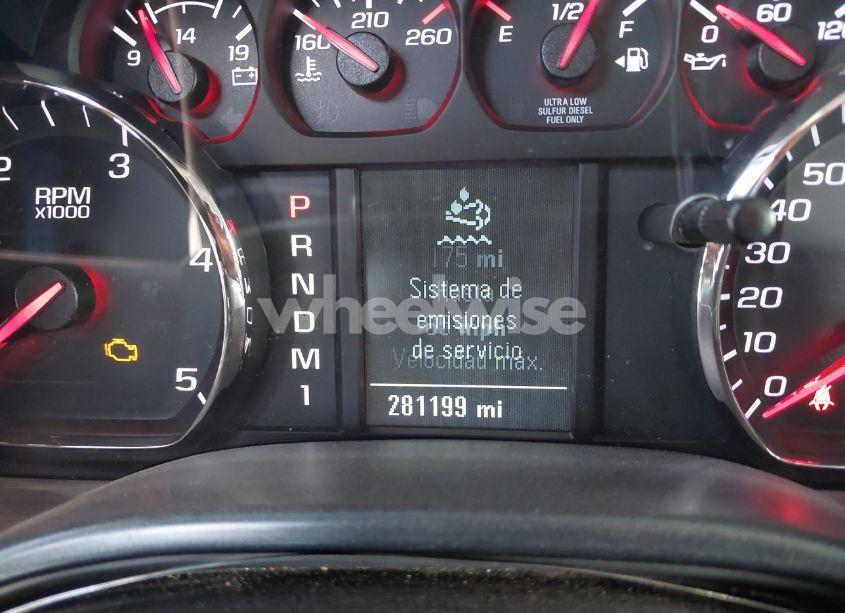 9 14 19
160 210 260
E 1/2 F
ULTRA LOW
SULFUR DIESEL
FUEL ONLY
0 60 120
2 3 4 5
RPM
x1000
P
R
N
D
M
1
175 mi
Sistema de
emisiones
mph
de servicio
Velocidad máx.
281199 mi
50
40
30
20
10
0
wheelwise